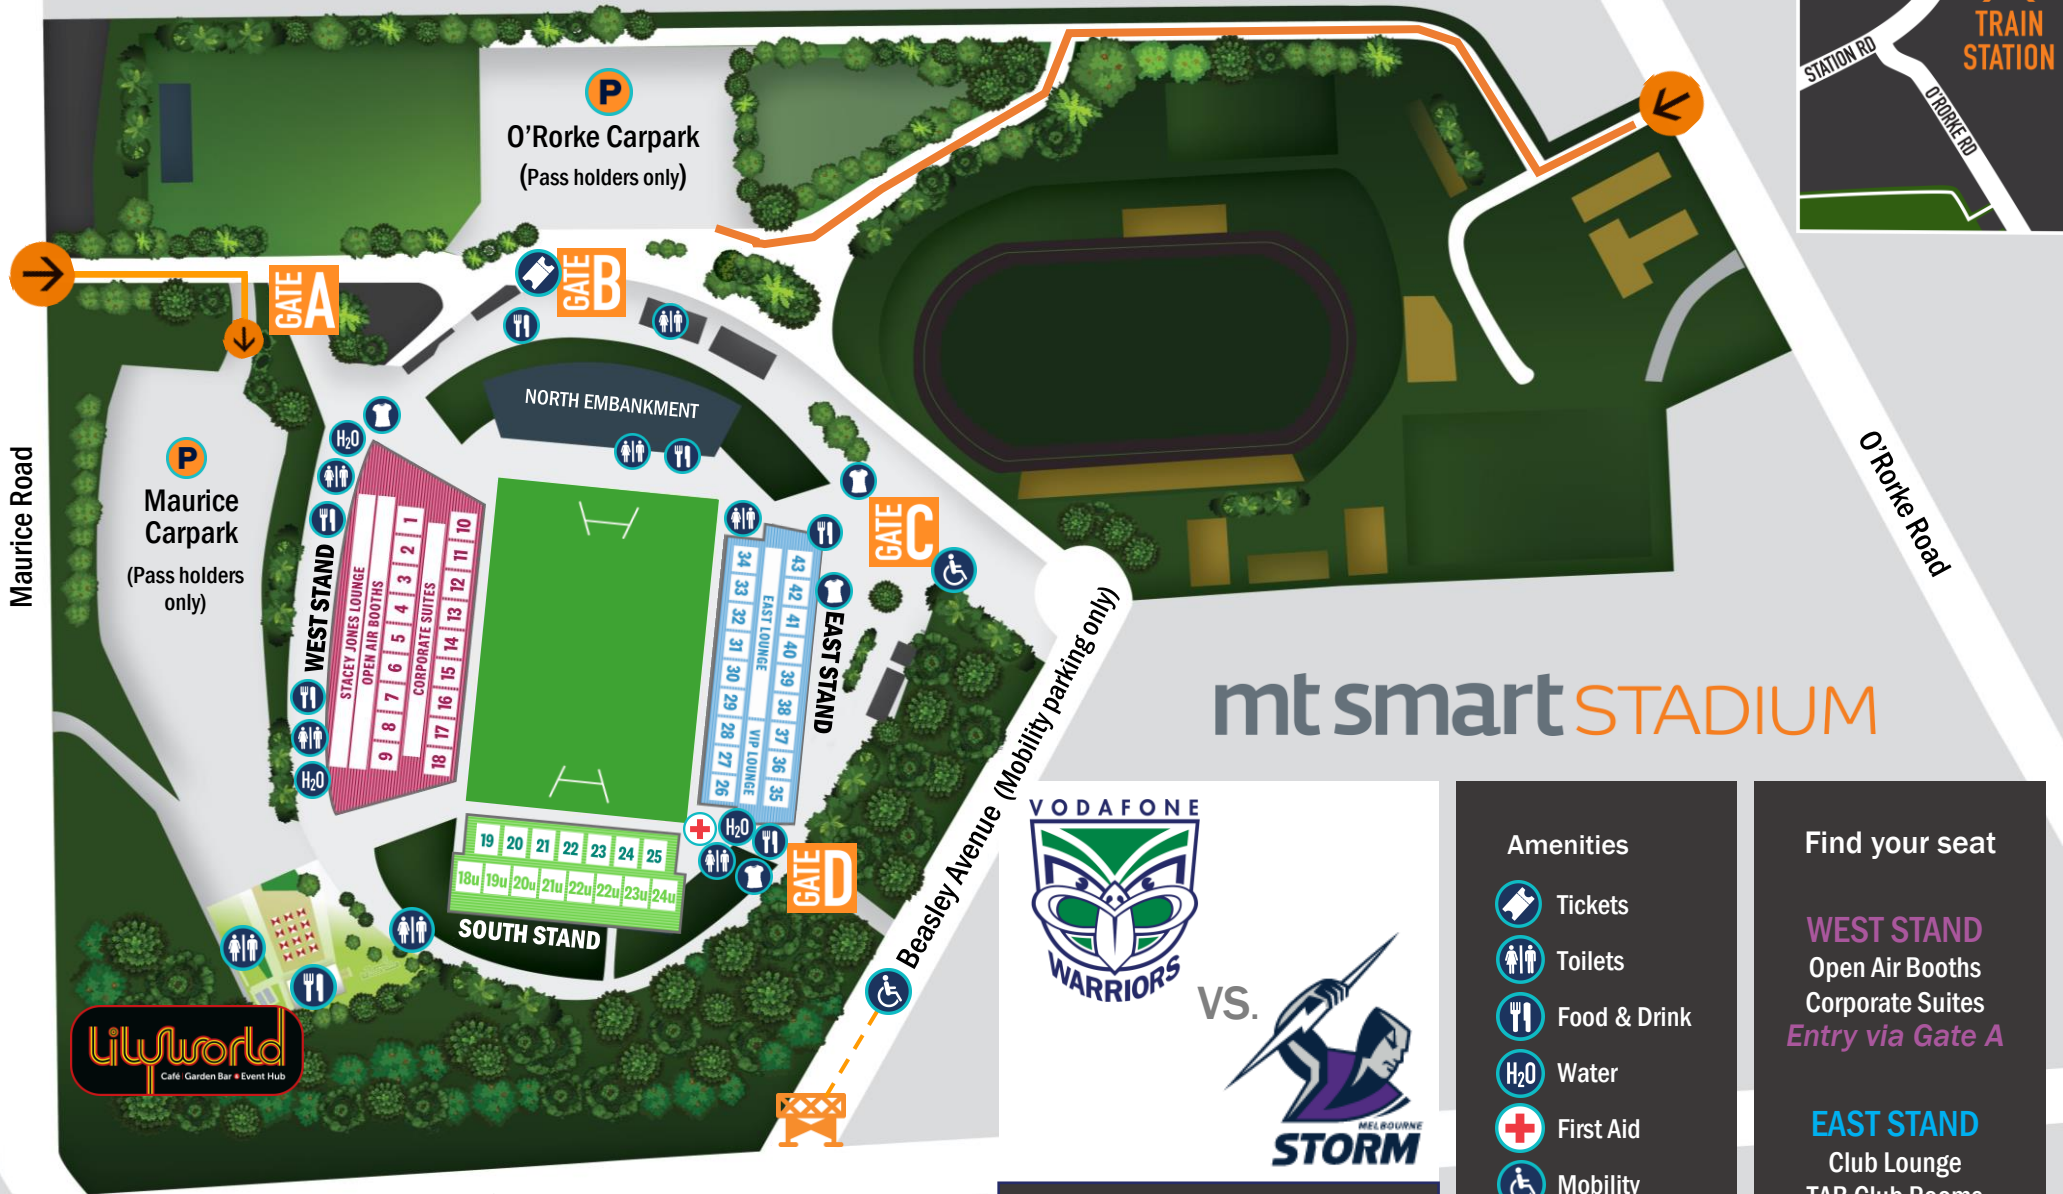 TRAIN
STATION
STATION RD
O'RORKE RD
P
O'Rorke Carpark
(Pass holders only)
GATE A
GATE B
NORTH EMBANKMENT
H2O
P
Maurice
Carpark
(Pass holders
only)
Maurice Road
O'Rorke Road
GATE C
WEST STAND
STACEY JONES LOUNGE
OPEN AIR BOOTHS
1 2 3 4 5 6 7 8 9
CORPORATE SUITES
10 11 12 13 14 15 16 17 18
H2O
34 33 32 31 30 29 28 27 26
EAST LOUNGE
VIP LOUNGE
43 42 41 40 39 38 37 36 35
EAST STAND
Beasley Avenue (Mobility parking only)
H2O
19 20 21 22 23 24 25
18u 19u 20u 21u 22u 22u 23u 24u
SOUTH STAND
GATE D
Lilyworld
Café Garden Bar Event Hub
mt smart STADIUM
VODAFONE
WARRIORS
VS.
MELBOURNE
STORM
Amenities
Tickets
Toilets
Food & Drink
H2O Water
First Aid
Mobility
Find your seat
WEST STAND
Open Air Booths
Corporate Suites
Entry via Gate A
EAST STAND
Club Lounge
TAB Club Rooms